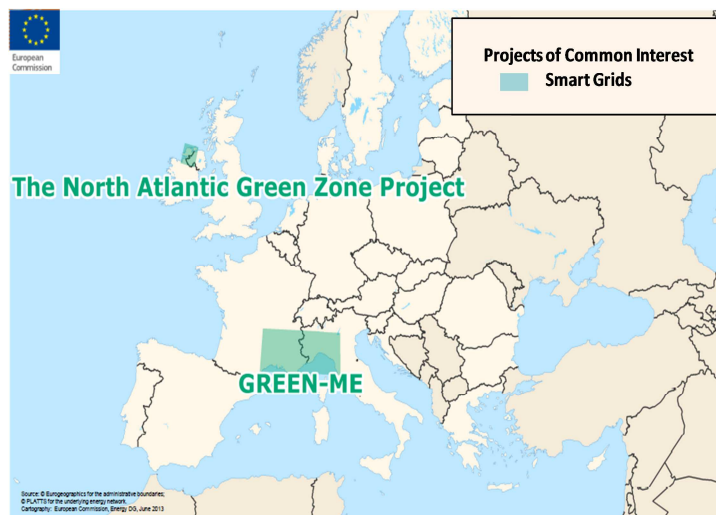 European
Commission
Projects of Common Interest
Smart Grids
The North Atlantic Green Zone Project
GREEN-ME
Source: © Eurogeographics for the administrative boundaries;
© PLATTS for the underlying energy network.
Cartography: European Commission, Energy DG, June 2013